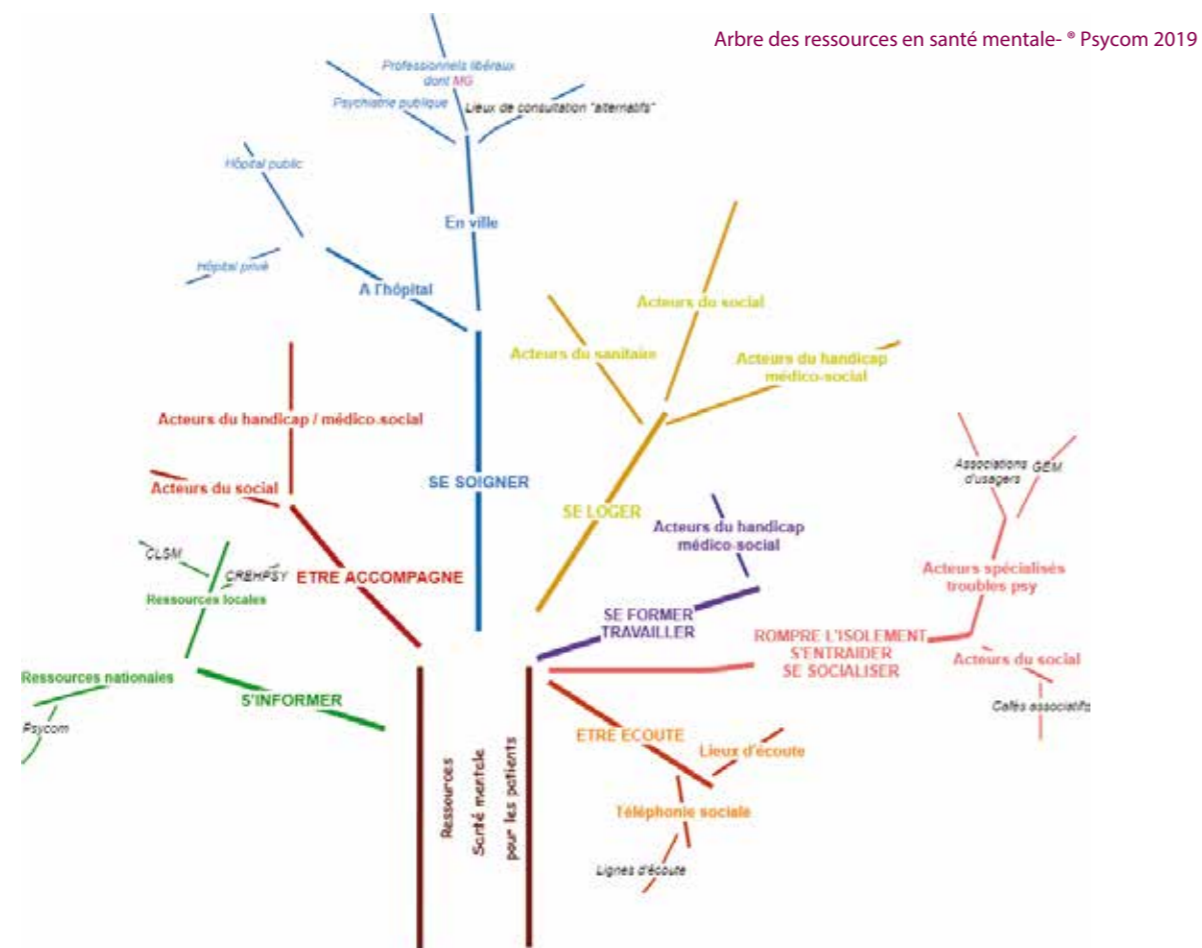 Arbre des ressources en santé mentale- ® Psycom 2019
Professionnels libéraux
dont MG
Psychiatrie publique
Lieux de consultation "alternatifs"
Hôpital public
Hôpital privé
En ville
A l'hôpital
SE SOIGNER
Acteurs du social
Acteurs du sanitaire
Acteurs du handicap
médico-social
SE LOGER
Acteurs du handicap / médico-social
Acteurs du social
ETRE ACCOMPAGNE
CLSM
CREHPSY
Ressources locales
Ressources nationales
Psycom
S'INFORMER
Acteurs du handicap
médico-social
SE FORMER
TRAVAILLER
Associations
d'usagers
GEM
Acteurs spécialisés
troubles psy
ROMPRE L'ISOLEMENT
S'ENTRAIDER
SE SOCIALISER
Acteurs du social
Cafés associatifs
ETRE ECOUTE
Lieux d'écoute
Téléphonie sociale
Lignes d'écoute
Ressources
Santé mentale
pour les patients